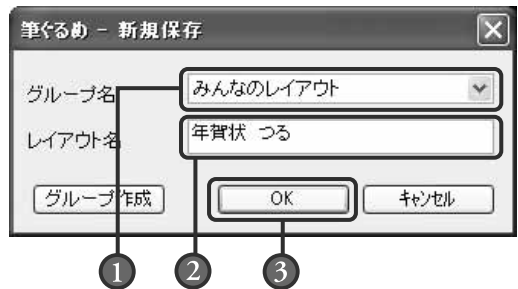 筆ぐるめ - 新規保存
グループ名 みんなのレイアウト
レイアウト名 年賀状 つる
グループ作成 OK キャンセル
1 2 3